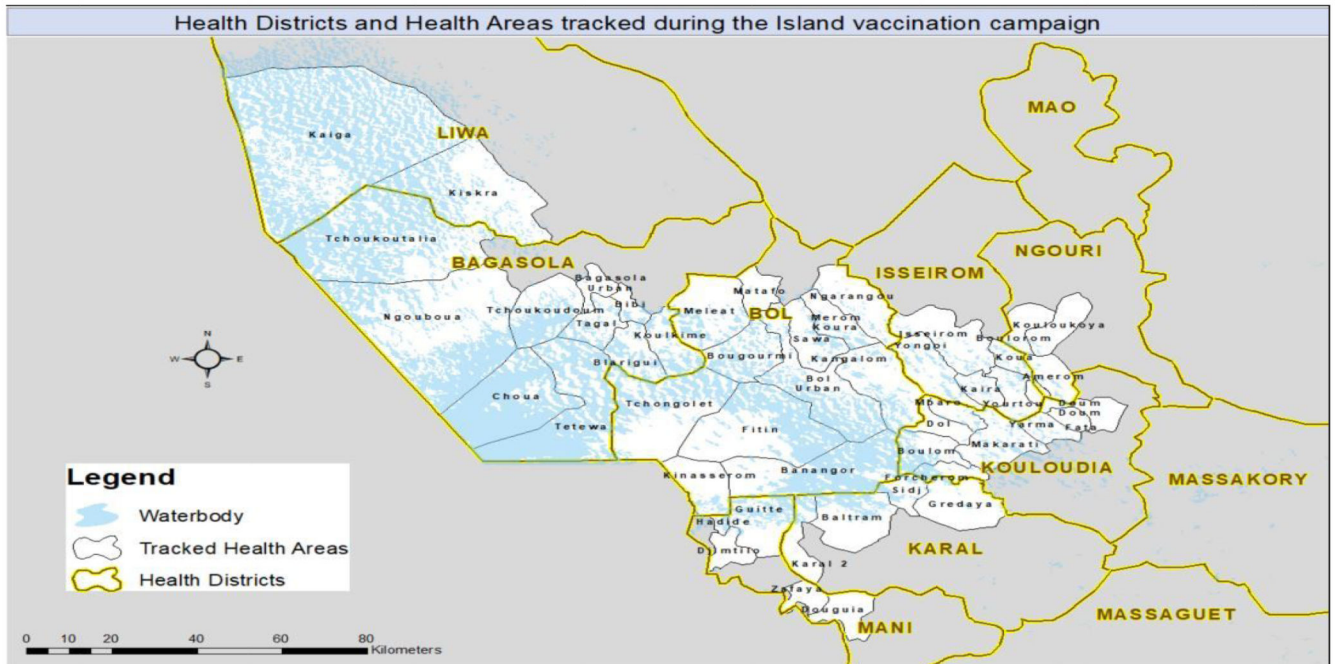 Health Districts and Health Areas tracked during the Island vaccination campaign
MAO
Kaiga
LIWA
Kiskra
Tchoukoutalia
NGOURI
BAGASOLA
ISSEIROM
Bagasola
Urban
Matafo
Ngarangou
Bibi
Tchoukoudoum
Meleat
BOL
Ngouboua
Tagal
Merom
Koura
Kouloukoya
Koulkime
Sawa
Isseirom
Boulorom
Yongoi
Blarigui
Bougourmi
Kangalom
Koua
Bol
Urban
Amerom
Kaira
Choua
Tchongolet
Mbaro
Yourtou
Doum
Doum
Tetewa
Fitin
Dol
Yarma
Fata
Makarati
Boulom
Kinasserom
Banangor
Forcherom
KOULOUDIA
MASSAKORY
Sidj
Guitte
Baltram
Gredaya
Hadide
Djimtilo
KARAL
Karal 2
Zafaya
Douguia
MANI
MASSAGUET
N
W
E
S
Legend
Waterbody
Tracked Health Areas
Health Districts
0 10 20 40 60 80
Kilometers